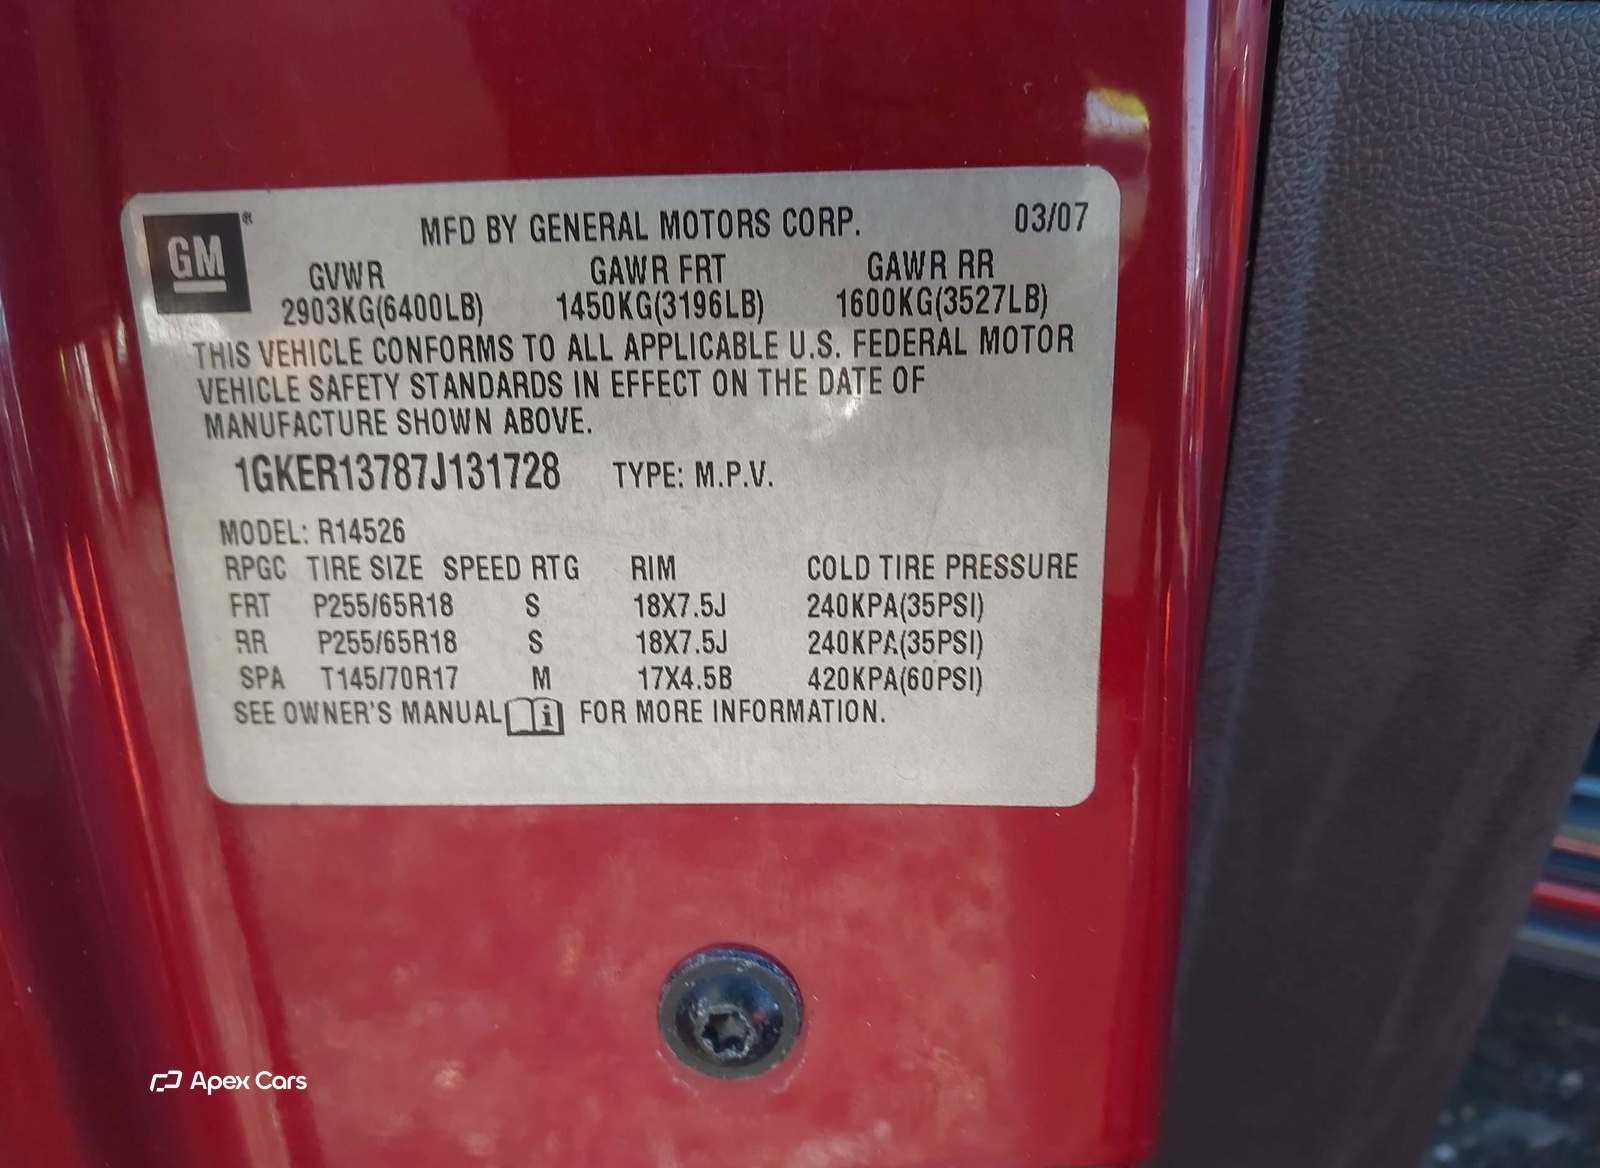 GM ® MFD BY GENERAL MOTORS CORP. 03/07
GVWR GAWR FRT GAWR RR
2903KG(6400LB) 1450KG(3196LB) 1600KG(3527LB)
THIS VEHICLE CONFORMS TO ALL APPLICABLE U.S. FEDERAL MOTOR
VEHICLE SAFETY STANDARDS IN EFFECT ON THE DATE OF
MANUFACTURE SHOWN ABOVE.
1GKER13787J131728 TYPE: M.P.V.
MODEL: R14526
RPGC TIRE SIZE SPEED RTG RIM COLD TIRE PRESSURE
FRT P255/65R18 S 18X7.5J 240KPA(35PSI)
RR P255/65R18 S 18X7.5J 240KPA(35PSI)
SPA T145/70R17 M 17X4.5B 420KPA(60PSI)
SEE OWNER'S MANUAL i FOR MORE INFORMATION.
Apex Cars